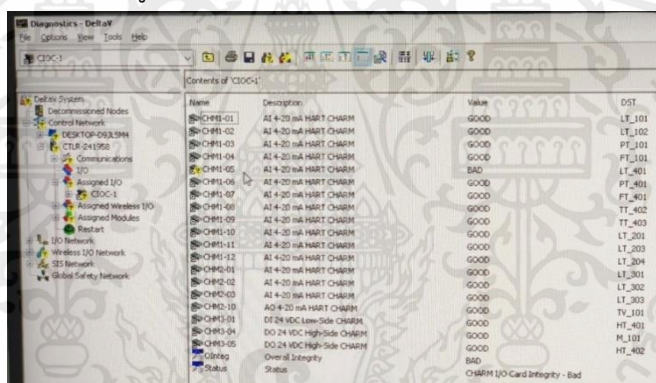 Diagnostics - DeltaV
File Options View Tools Help
CIOC-1
Contents of 'CIOC-1'
DeltaV System
Decommissioned Nodes
Control Network
DESKTOP-D93L5M4
CTLR-241958
Communications
I/O
Assigned I/O
CIOC-1
Assigned Wireless I/O
Assigned Modules
Restart
I/O Network
Wireless I/O Network
SIS Network
Global Safety Network
Name Description Value DST
CHM1-01 AI 4-20 mA HART CHARM GOOD LT_101
CHM1-02 AI 4-20 mA HART CHARM GOOD LT_102
CHM1-03 AI 4-20 mA HART CHARM GOOD PT_101
CHM1-04 AI 4-20 mA HART CHARM GOOD FT_101
CHM1-05 AI 4-20 mA HART CHARM BAD LT_401
CHM1-06 AI 4-20 mA HART CHARM GOOD PT_401
CHM1-07 AI 4-20 mA HART CHARM GOOD FT_401
CHM1-08 AI 4-20 mA HART CHARM GOOD TT_402
CHM1-09 AI 4-20 mA HART CHARM GOOD TT_403
CHM1-10 AI 4-20 mA HART CHARM GOOD LT_201
CHM1-11 AI 4-20 mA HART CHARM GOOD LT_203
CHM1-12 AI 4-20 mA HART CHARM GOOD LT_204
CHM2-01 AI 4-20 mA HART CHARM GOOD LT_301
CHM2-02 AI 4-20 mA HART CHARM GOOD LT_302
CHM2-03 AI 4-20 mA HART CHARM GOOD LT_303
CHM2-10 AO 4-20 mA HART CHARM GOOD TV_101
CHM3-01 DI 24 VDC Low-Side CHARM GOOD HT_401
CHM3-04 DO 24 VDC High-Side CHARM GOOD M_101
CHM3-05 DO 24 VDC High-Side CHARM GOOD HT_402
OInteg Overall Integrity BAD
Status Status CHARM I/O Card Integrity - Bad